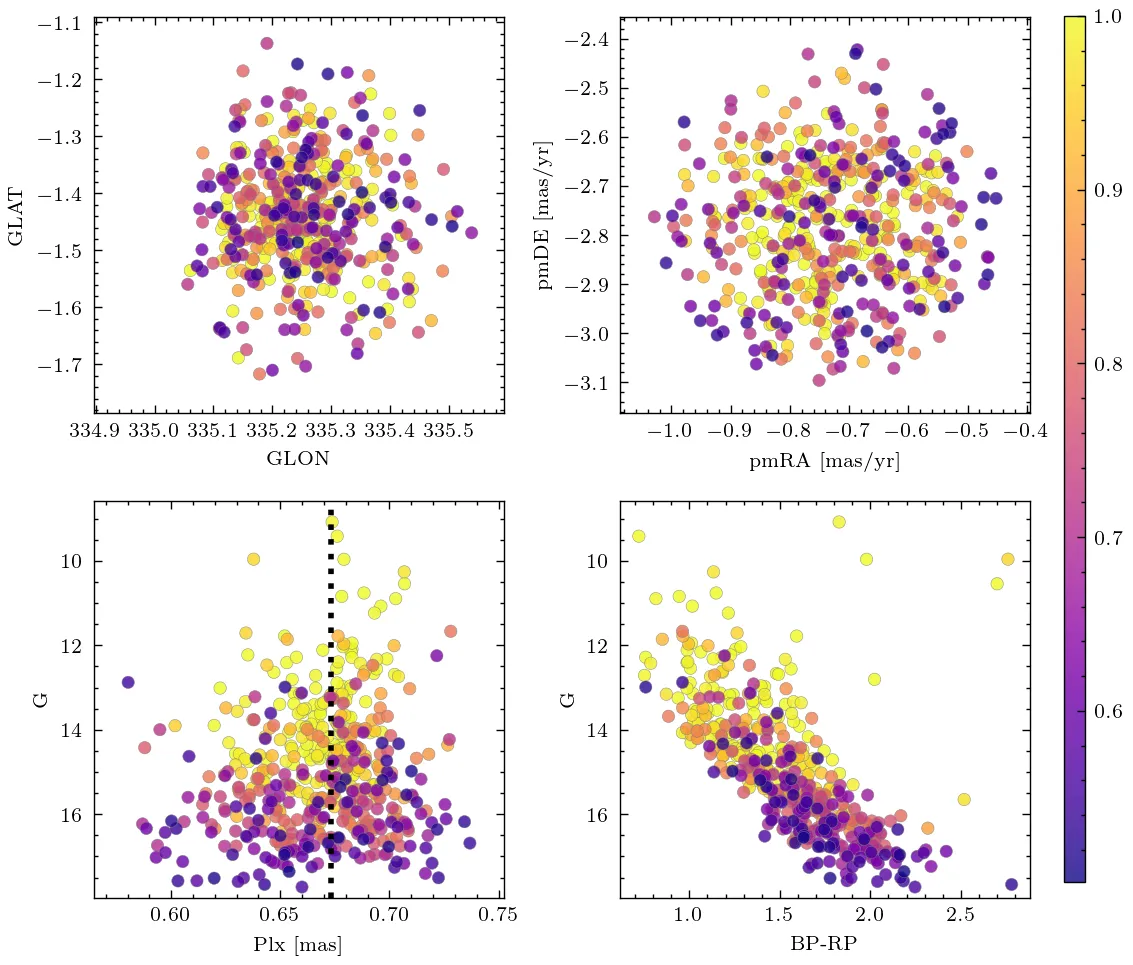 −1.1
−1.2
−1.3
−1.4
−1.5
−1.6
−1.7
GLAT
334.9 335.0 335.1 335.2 335.3 335.4 335.5
GLON
−2.4
−2.5
−2.6
−2.7
−2.8
−2.9
−3.0
−3.1
pmDE [mas/yr]
−1.0 −0.9 −0.8 −0.7 −0.6 −0.5 −0.4
pmRA [mas/yr]
1.0
0.9
0.8
0.7
0.6
10
12
14
16
G
0.60 0.65 0.70 0.75
Plx [mas]
10
12
14
16
G
1.0 1.5 2.0 2.5
BP-RP